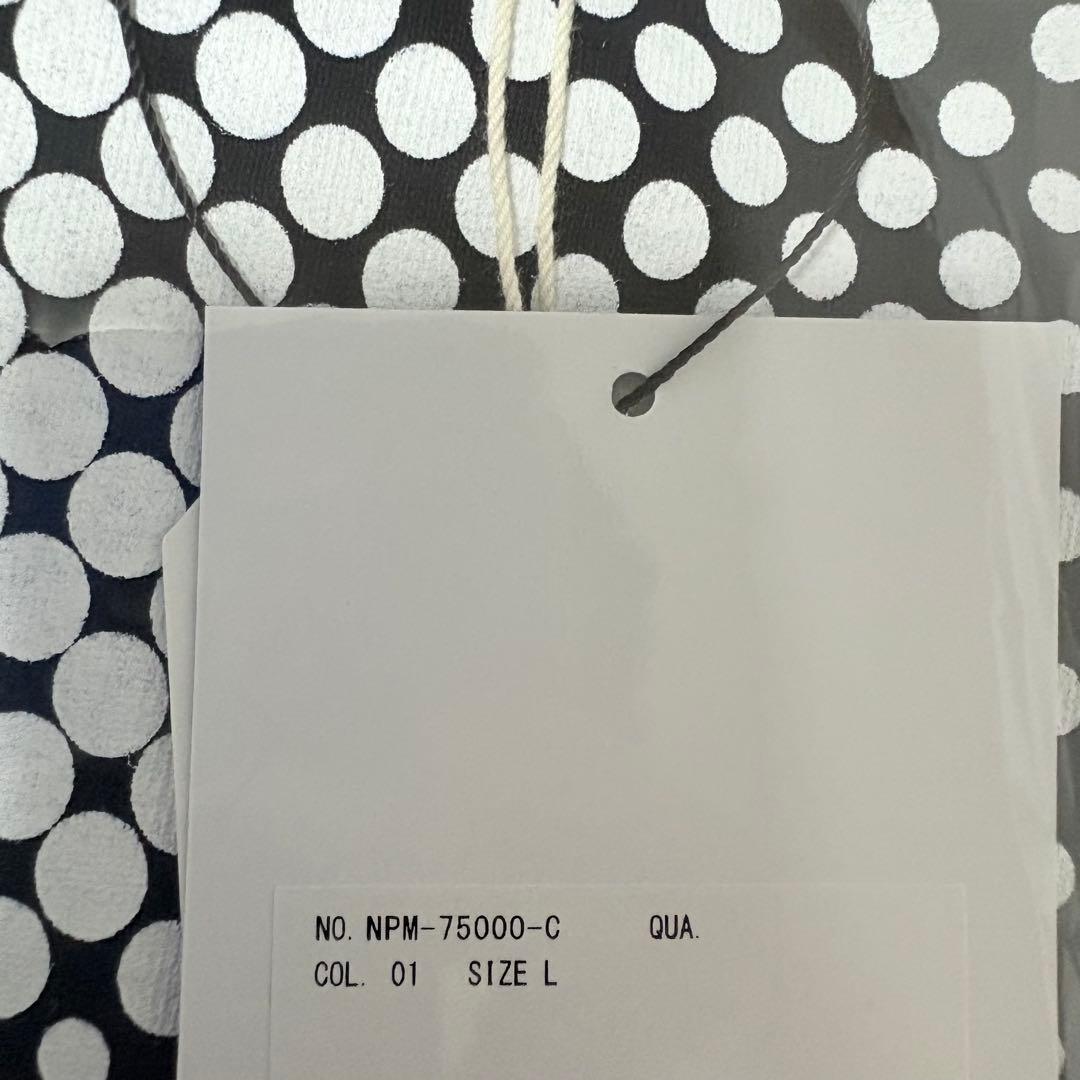 NO. NPM-75000-C QUA.
COL. 01 SIZE L